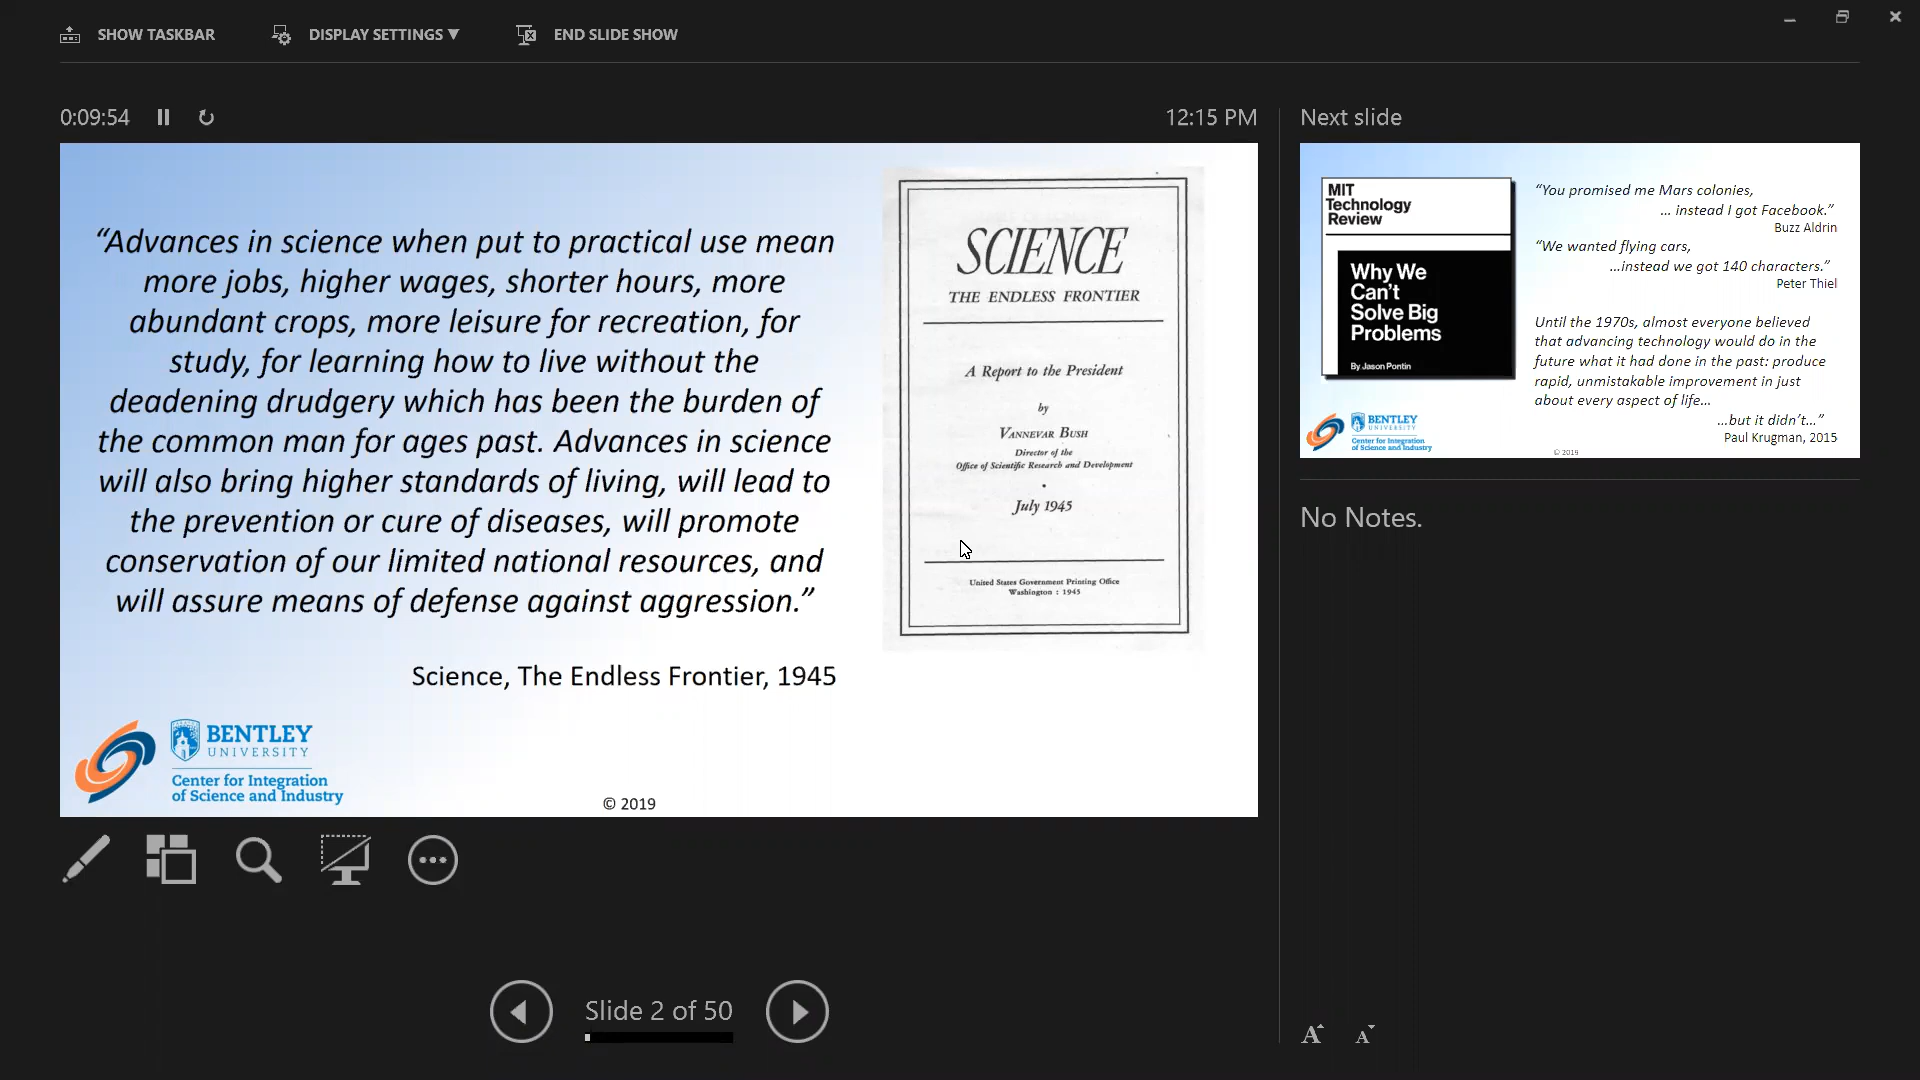 SHOW TASKBAR
DISPLAY SETTINGS ▼
END SLIDE SHOW
0:09:54
12:15 PM
“Advances in science when put to practical use mean
more jobs, higher wages, shorter hours, more
abundant crops, more leisure for recreation, for
study, for learning how to live without the
deadening drudgery which has been the burden of
the common man for ages past. Advances in science
will also bring higher standards of living, will lead to
the prevention or cure of diseases, will promote
conservation of our limited national resources, and
will assure means of defense against aggression.”
Science, The Endless Frontier, 1945
SCIENCE
THE ENDLESS FRONTIER
A Report to the President
by
VANNEVAR BUSH
Director of the
Office of Scientific Research and Development
July 1945
United States Government Printing Office
Washington : 1945
BENTLEY
UNIVERSITY
Center for Integration
of Science and Industry
© 2019
Slide 2 of 50
Next slide
MIT
Technology
Review
Why We
Can't
Solve Big
Problems
By Jason Pontin
“You promised me Mars colonies,
... instead I got Facebook.”
Buzz Aldrin
“We wanted flying cars,
...instead we got 140 characters.”
Peter Thiel
Until the 1970s, almost everyone believed
that advancing technology would do in the
future what it had done in the past: produce
rapid, unmistakable improvement in just
about every aspect of life...
...but it didn't...”
Paul Krugman, 2015
BENTLEY
UNIVERSITY
Center for Integration
of Science and Industry
© 2019
No Notes.
A A